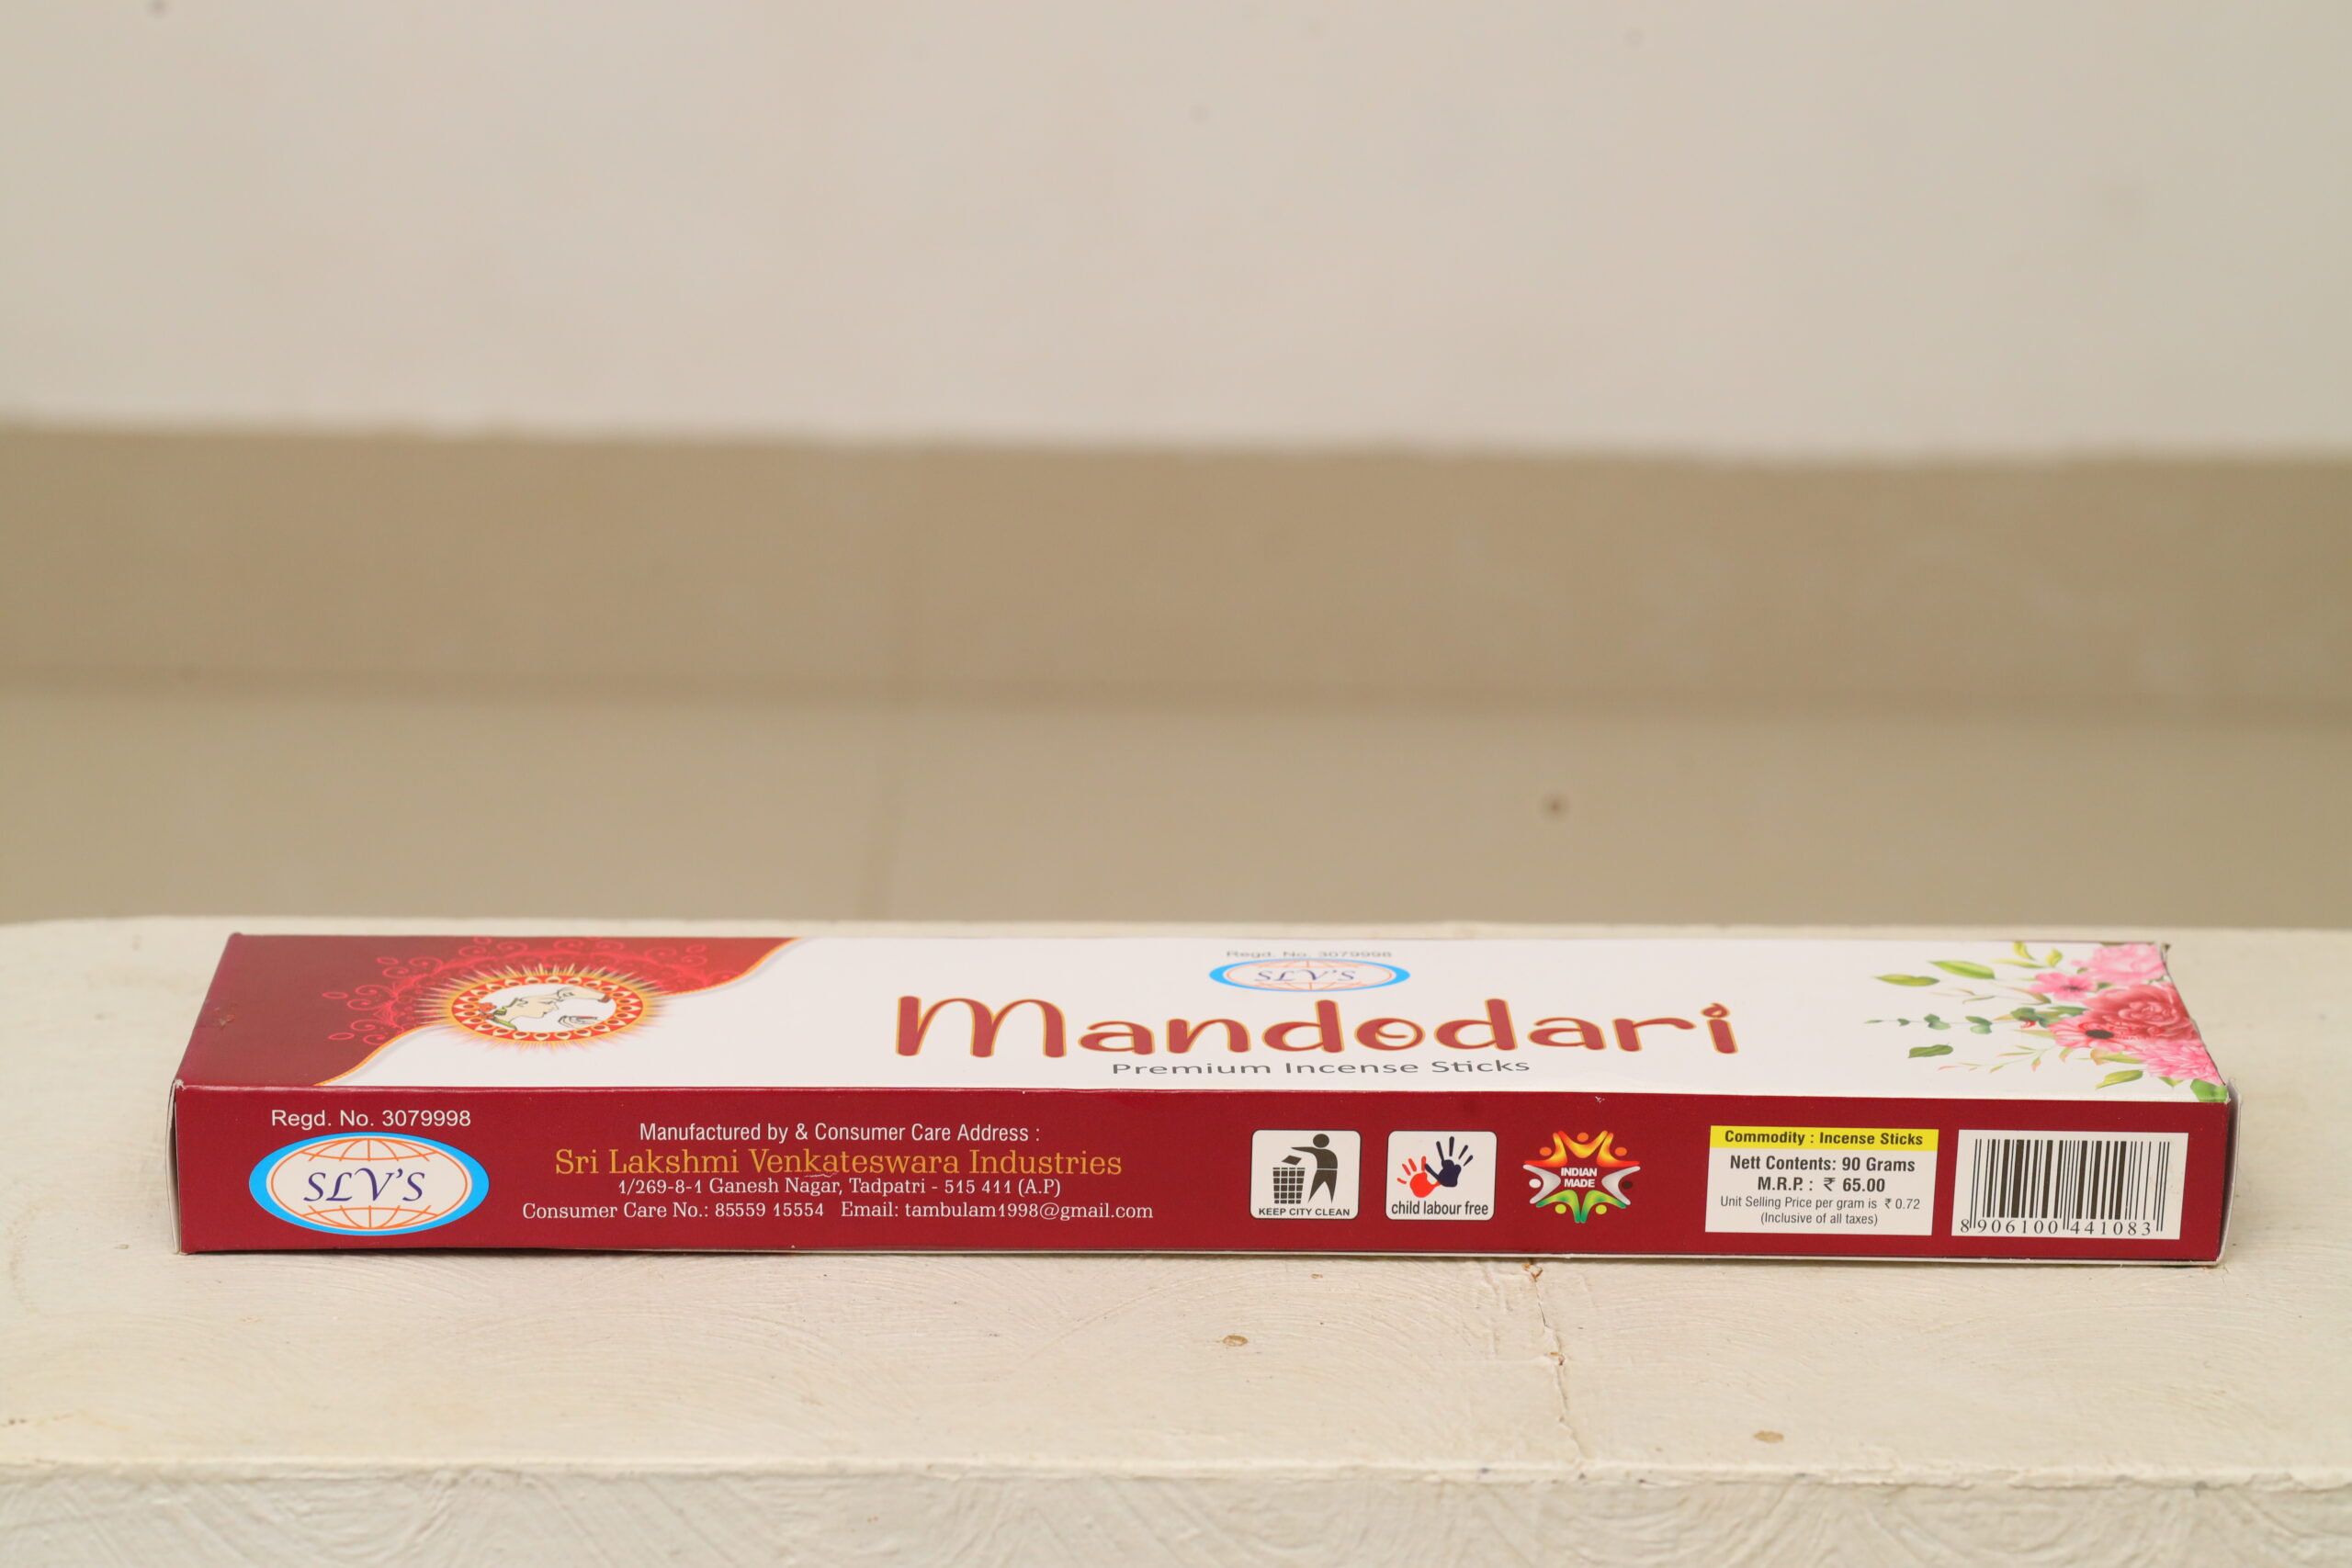 Regd. No. 3079998
SLV'S
Mandodari
Premium Incense Sticks
Regd. No. 3079998
SLV'S
Manufactured by & Consumer Care Address :
Sri Lakshmi Venkateswara Industries
1/269-8-1 Ganesh Nagar, Tadpatri - 515 411 (A.P)
Consumer Care No.: 85559 15554 Email: tambulam1998@gmail.com
KEEP CITY CLEAN
child labour free
INDIAN
MADE
Commodity : Incense Sticks
Nett Contents: 90 Grams
M.R.P. : ₹ 65.00
Unit Selling Price per gram is ₹ 0.72
(Inclusive of all taxes)
8 906100 441083